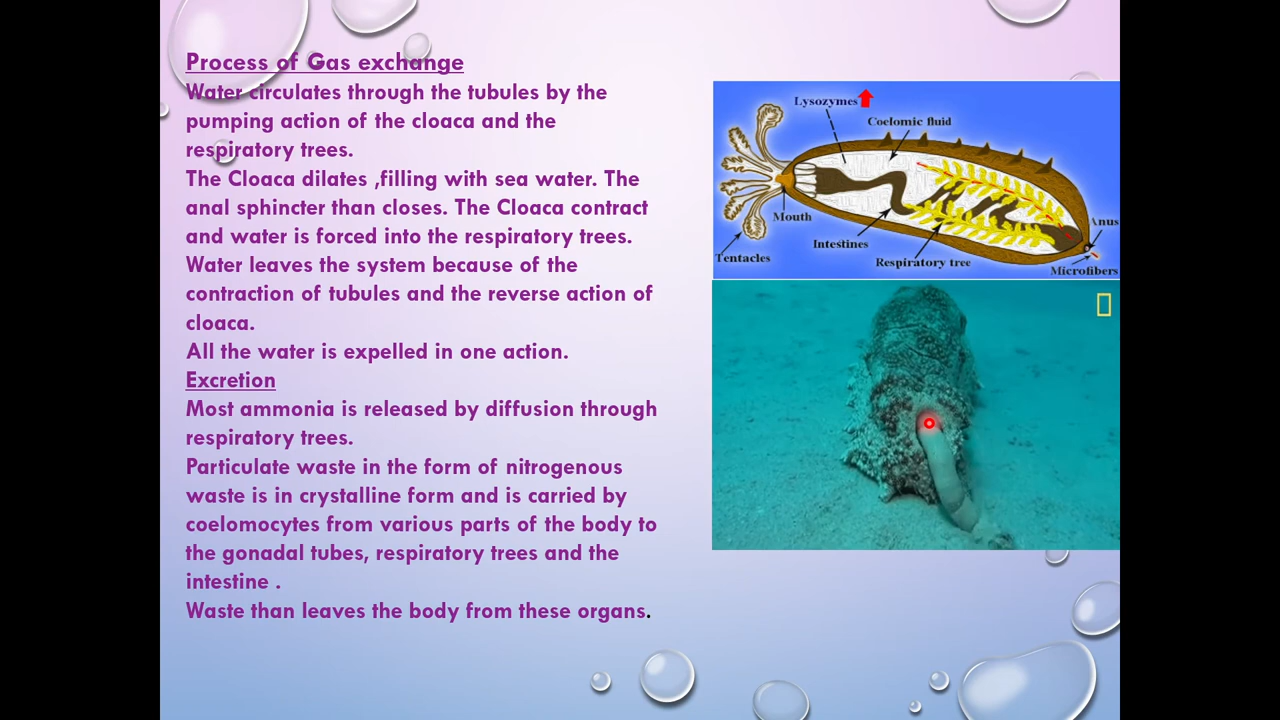 Process of Gas exchange
Water circulates through the tubules by the
pumping action of the cloaca and the
respiratory trees.
The Cloaca dilates ,filling with sea water. The
anal sphincter than closes. The Cloaca contract
and water is forced into the respiratory trees.
Water leaves the system because of the
contraction of tubules and the reverse action of
cloaca.
All the water is expelled in one action.
Excretion
Most ammonia is released by diffusion through
respiratory trees.
Particulate waste in the form of nitrogenous
waste is in crystalline form and is carried by
coelomocytes from various parts of the body to
the gonadal tubes, respiratory trees and the
intestine .
Waste than leaves the body from these organs.
Lysozymes
Coelomic fluid
Mouth
Anus
Intestines
Tentacles
Respiratory tree
Microfibers